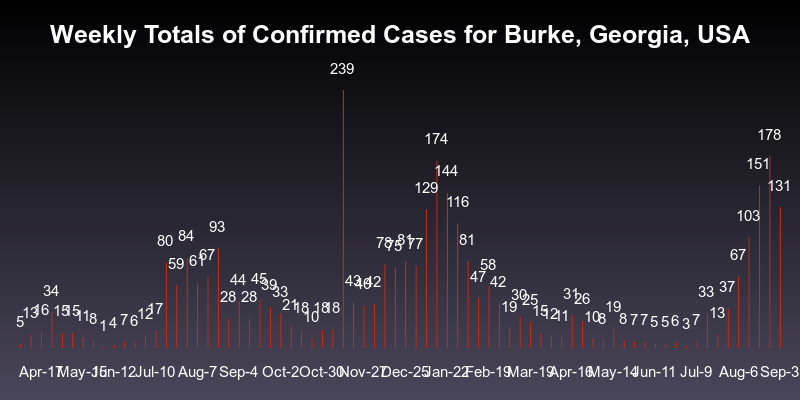 Weekly Totals of Confirmed Cases for Burke, Georgia, USA
5 13 16 34 15 15 11 8 1 4 7 6 12 17 80 59 84 61 67 93 28 44 28 45 39 33 21 18 10 18 18 239 43 40 42 78 75 81 77 129 174 144 116 81 47 58 42 19 30 25 15 12 11 31 26 10 8 19 8 7 7 5 5 6 3 7 33 13 37 67 103 151 178 131
Apr-17 May-15 Jun-12 Jul-10 Aug-7 Sep-4 Oct-2 Oct-30 Nov-27 Dec-25 Jan-22 Feb-19 Mar-19 Apr-16 May-14 Jun-11 Jul-9 Aug-6 Sep-3